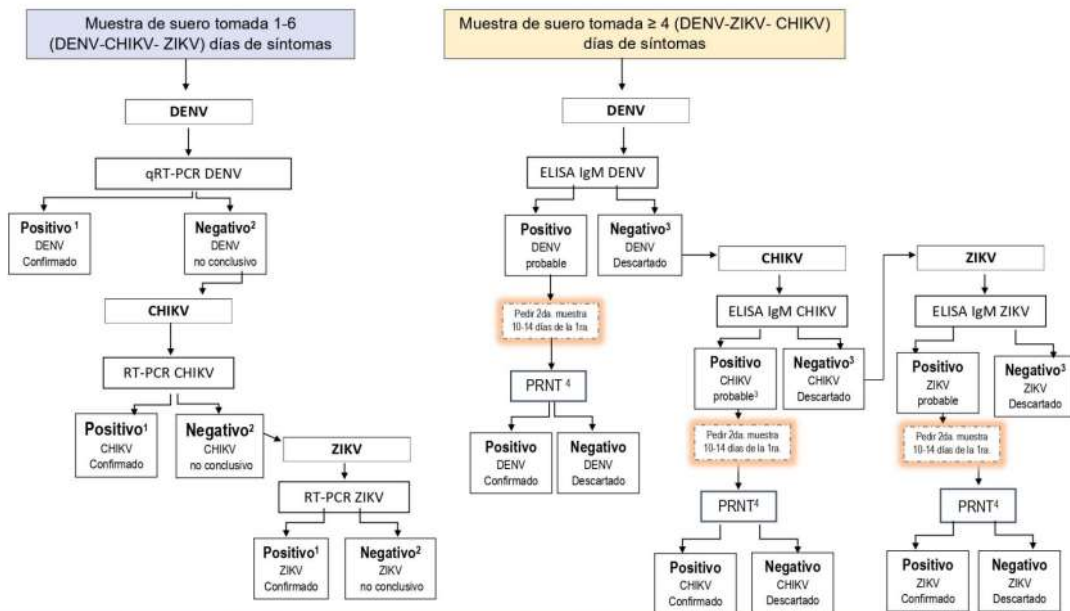 Muestra de suero tomada 1-6
(DENV-CHIKV- ZIKV) días de síntomas
DENV
qRT-PCR DENV
Positivo ¹
DENV
Confirmado
Negativo²
DENV
no conclusivo
CHIKV
RT-PCR CHIKV
Positivo¹
CHIKV
Confirmado
Negativo²
CHIKV
no conclusivo
ZIKV
RT-PCR ZIKV
Positivo¹
ZIKV
Confirmado
Negativo²
ZIKV
no conclusivo
Muestra de suero tomada ≥ 4 (DENV-ZIKV- CHIKV)
días de síntomas
DENV
ELISA IgM DENV
Positivo
DENV
probable
Negativo³
DENV
Descartado
Pedir 2da. muestra
10-14 días de la 1ra.
PRNT ⁴
Positivo
DENV
Confirmado
Negativo
DENV
Descartado
CHIKV
ELISA IgM CHIKV
Positivo
CHIKV
probable³
Negativo³
CHIKV
Descartado
Pedir 2da. muestra
10-14 días de la 1ra.
PRNT⁴
Positivo
CHIKV
Confirmado
Negativo
CHIKV
Descartado
ZIKV
ELISA IgM ZIKV
Positivo
ZIKV
probable
Negativo³
ZIKV
Descartado
Pedir 2da. muestra
10-14 días de la 1ra.
PRNT⁴
Positivo
ZIKV
Confirmado
Negativo
ZIKV
Descartado